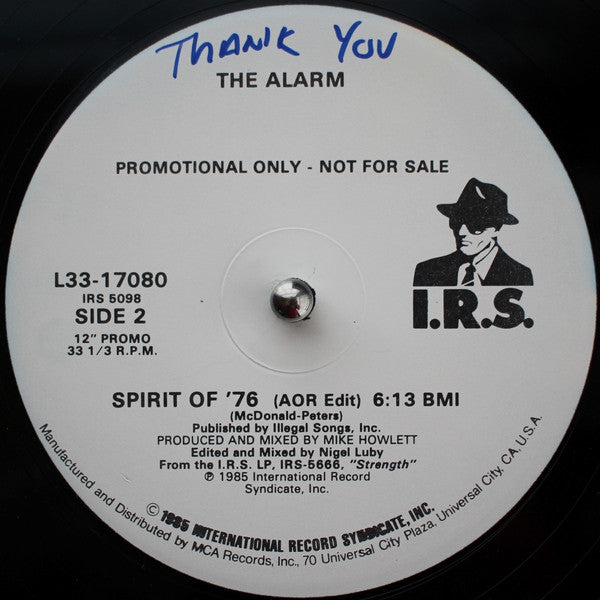 THANK YOU
THE ALARM
PROMOTIONAL ONLY - NOT FOR SALE
I.R.S.
L33-17080
IRS 5098
SIDE 2
12" PROMO
33 1/3 R.P.M.
SPIRIT OF '76 (AOR Edit) 6:13 BMI
(McDonald-Peters)
Published by Illegal Songs, Inc.
PRODUCED AND MIXED BY MIKE HOWLETT
Edited and Mixed by Nigel Luby
From the I.R.S. LP, IRS-5666, "Strength"
℗ 1985 International Record
Syndicate, Inc.
© 1985 INTERNATIONAL RECORD SYNDICATE, INC.
Manufactured and Distributed by MCA Records, Inc., 70 Universal City Plaza, Universal City, CA. U.S.A.